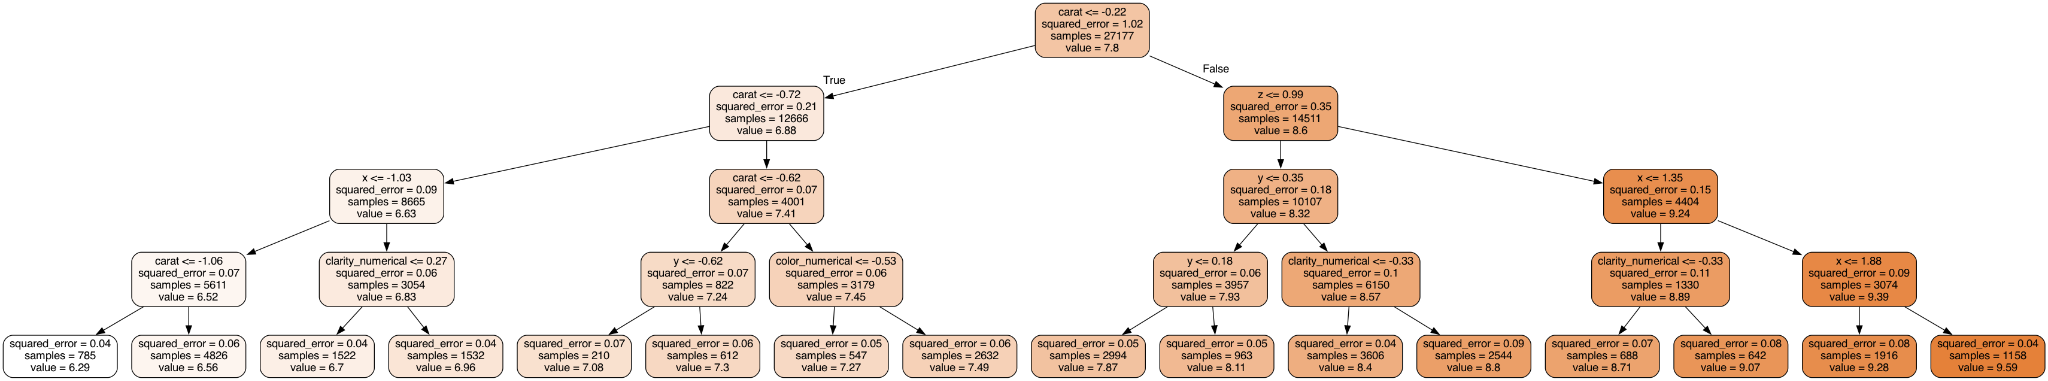 carat <= -0.22
squared_error = 1.02
samples = 27177
value = 7.8
True
False
carat <= -0.72
squared_error = 0.21
samples = 12666
value = 6.88
z <= 0.99
squared_error = 0.35
samples = 14511
value = 8.6
x <= -1.03
squared_error = 0.09
samples = 8665
value = 6.63
carat <= -0.62
squared_error = 0.07
samples = 4001
value = 7.41
y <= 0.35
squared_error = 0.18
samples = 10107
value = 8.32
x <= 1.35
squared_error = 0.15
samples = 4404
value = 9.24
carat <= -1.06
squared_error = 0.07
samples = 5611
value = 6.52
clarity_numerical <= 0.27
squared_error = 0.06
samples = 3054
value = 6.83
y <= -0.62
squared_error = 0.07
samples = 822
value = 7.24
color_numerical <= -0.53
squared_error = 0.06
samples = 3179
value = 7.45
y <= 0.18
squared_error = 0.06
samples = 3957
value = 7.93
clarity_numerical <= -0.33
squared_error = 0.1
samples = 6150
value = 8.57
clarity_numerical <= -0.33
squared_error = 0.11
samples = 1330
value = 8.89
x <= 1.88
squared_error = 0.09
samples = 3074
value = 9.39
squared_error = 0.04
samples = 785
value = 6.29
squared_error = 0.06
samples = 4826
value = 6.56
squared_error = 0.04
samples = 1522
value = 6.7
squared_error = 0.04
samples = 1532
value = 6.96
squared_error = 0.07
samples = 210
value = 7.08
squared_error = 0.06
samples = 612
value = 7.3
squared_error = 0.05
samples = 547
value = 7.27
squared_error = 0.06
samples = 2632
value = 7.49
squared_error = 0.05
samples = 2994
value = 7.87
squared_error = 0.05
samples = 963
value = 8.11
squared_error = 0.04
samples = 3606
value = 8.4
squared_error = 0.09
samples = 2544
value = 8.8
squared_error = 0.07
samples = 688
value = 8.71
squared_error = 0.08
samples = 642
value = 9.07
squared_error = 0.08
samples = 1916
value = 9.28
squared_error = 0.04
samples = 1158
value = 9.59